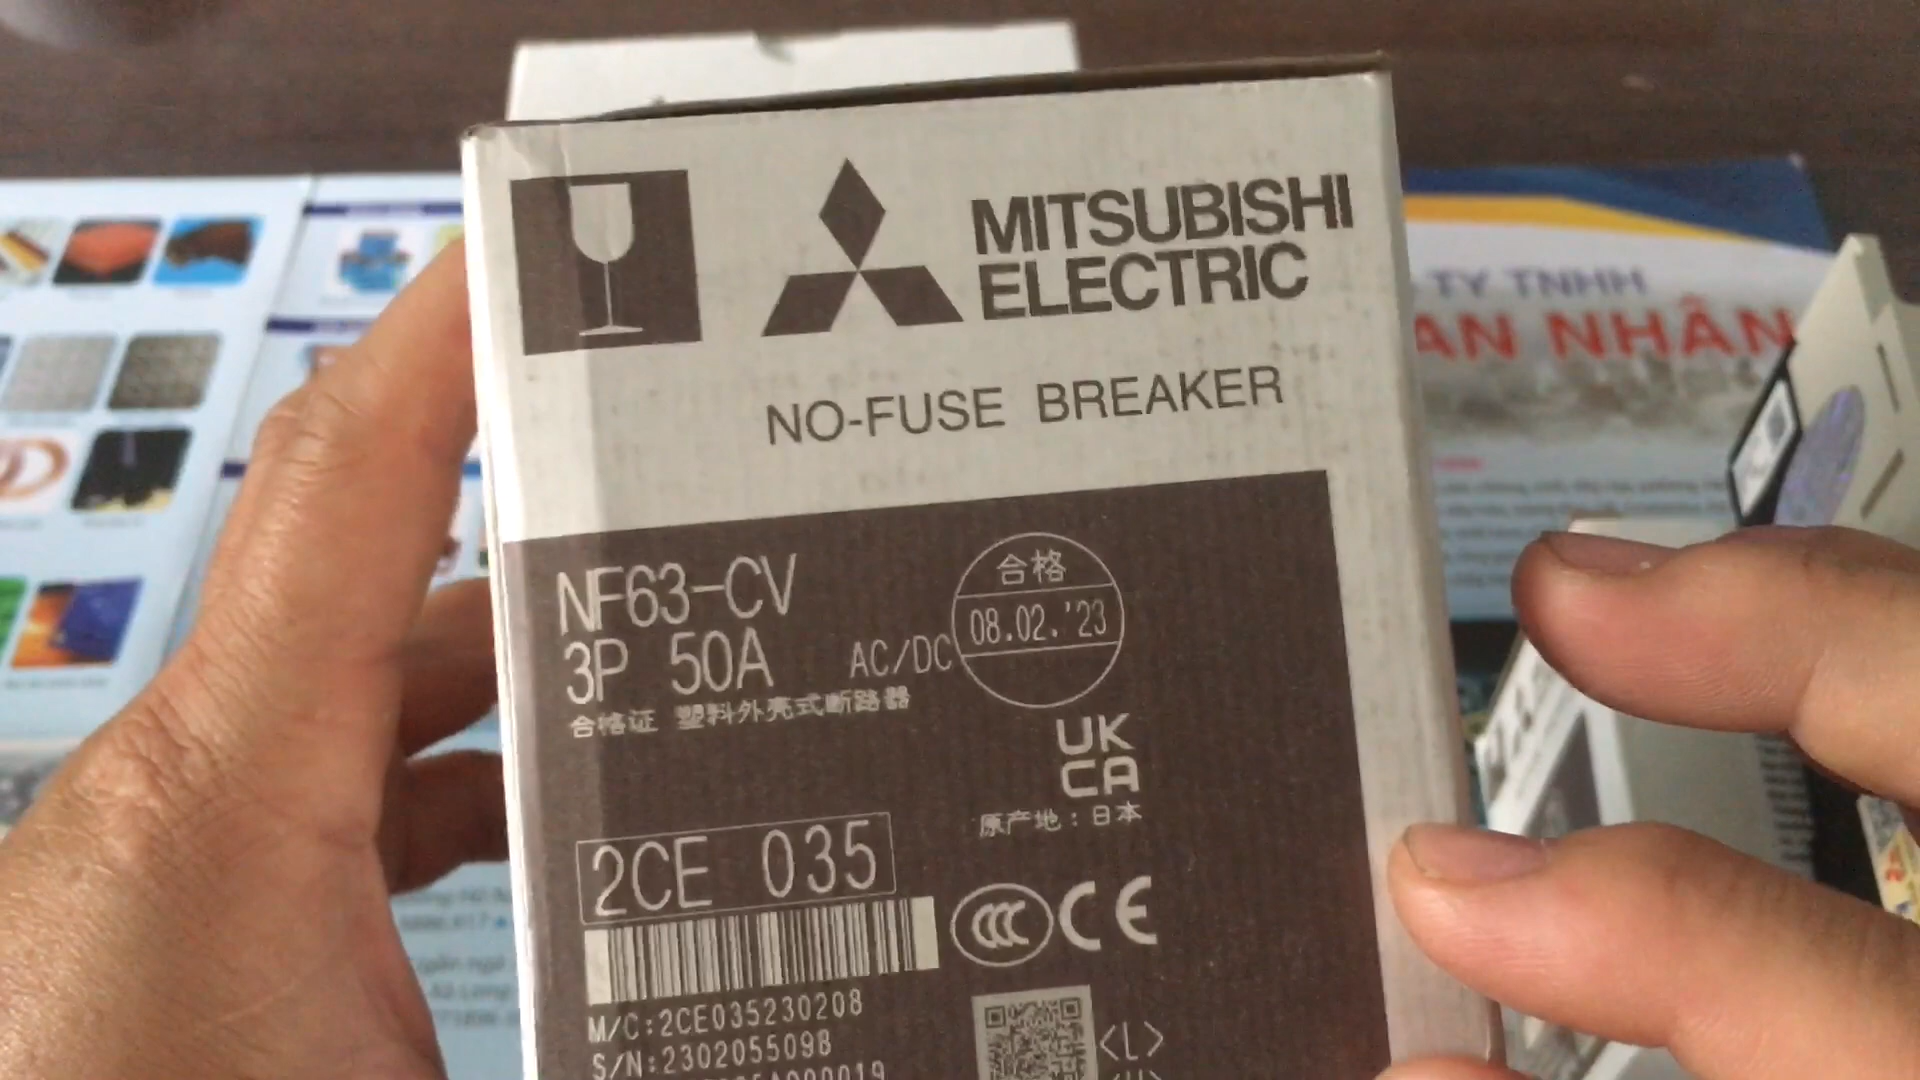 MITSUBISHI
ELECTRIC
NO-FUSE BREAKER
NF63-CV
3P 50A AC/DC
合格
08.02.'23
合格证 塑料外壳式断路器
UK
CA
原产地：日本
2CE 035
CCC CE
M/C:2CE035230208
S/N:2302055098
<L>
TY TNHH
AN NHÂN